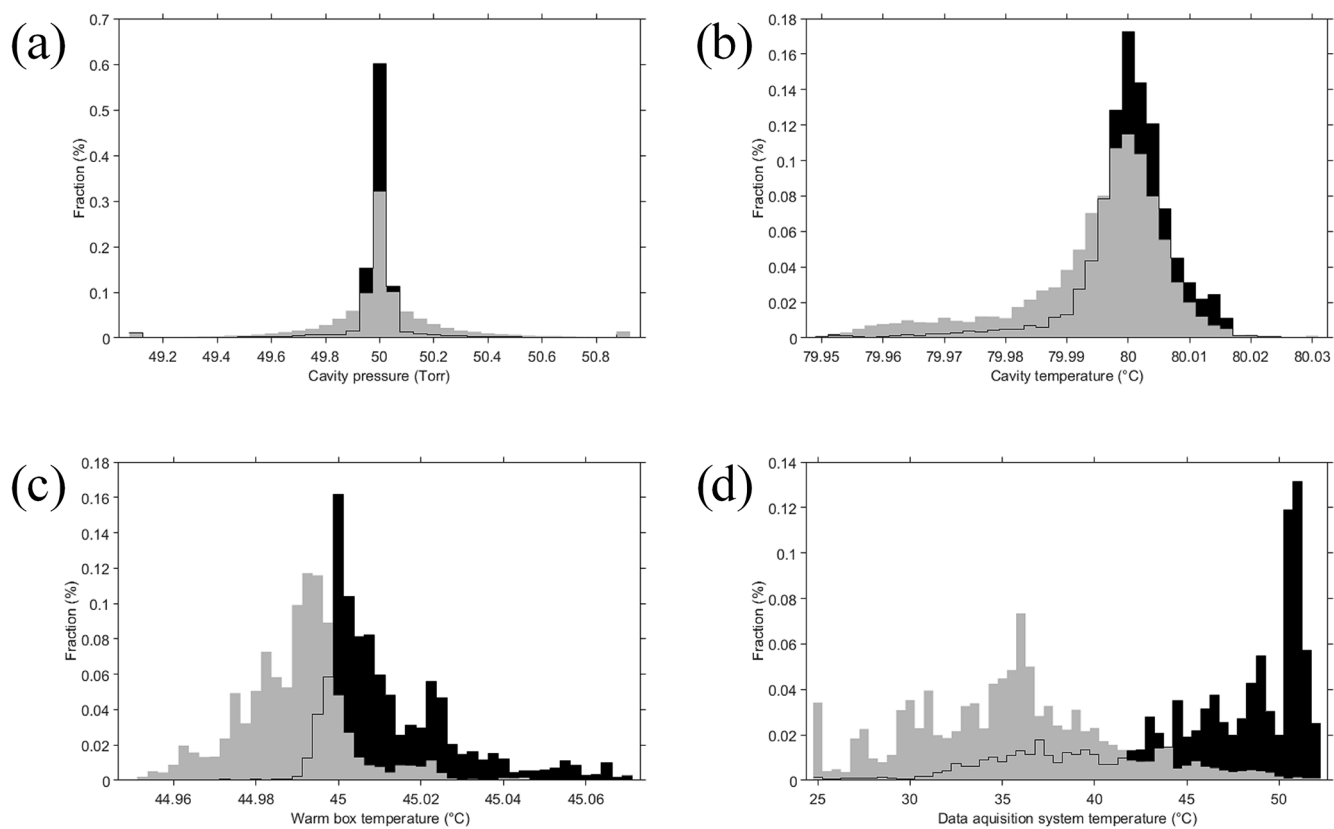 (a)
0.7
0.6
0.5
0.4
0.3
0.2
0.1
0
Fraction (%)
49.2 49.4 49.6 49.8 50 50.2 50.4 50.6 50.8
Cavity pressure (Torr)
(b)
0.18
0.16
0.14
0.12
0.1
0.08
0.06
0.04
0.02
0
Fraction (%)
79.95 79.96 79.97 79.98 79.99 80 80.01 80.02 80.03
Cavity temperature (°C)
(c)
0.18
0.16
0.14
0.12
0.1
0.08
0.06
0.04
0.02
0
Fraction (%)
44.96 44.98 45 45.02 45.04 45.06
Warm box temperature (°C)
(d)
0.14
0.12
0.1
0.08
0.06
0.04
0.02
0
Fraction (%)
25 30 35 40 45 50
Data aquisition system temperature (°C)